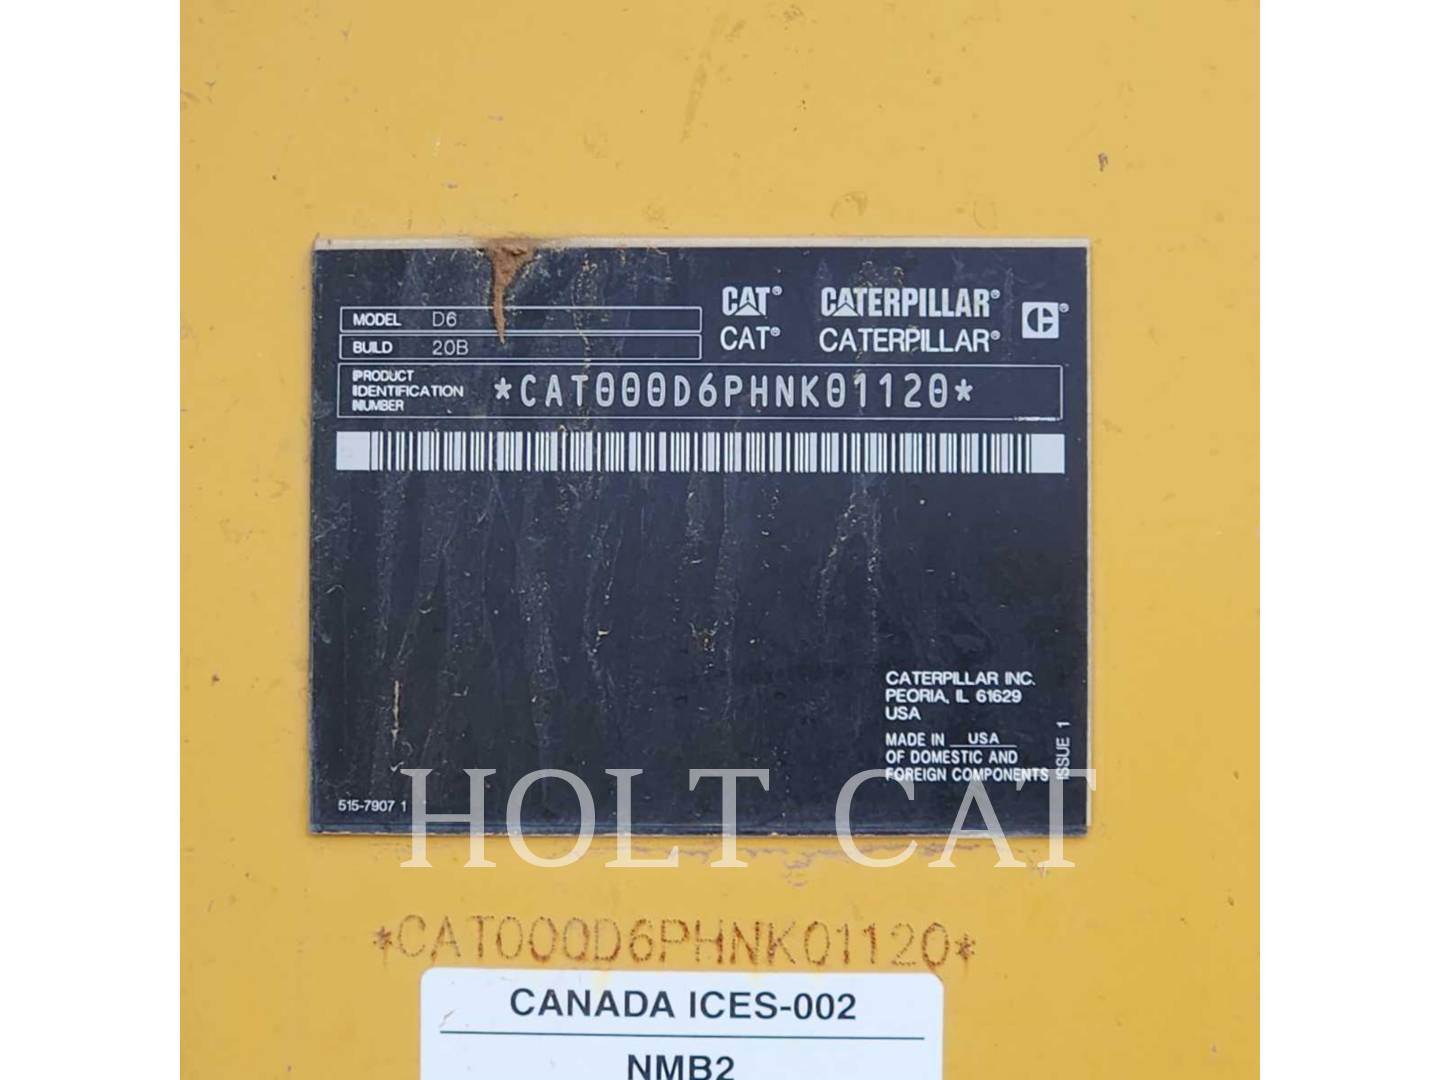 CAT® CATERPILLAR®
CAT® CATERPILLAR® C®
MODEL D6
BUILD 20B
PRODUCT
IDENTIFICATION
NUMBER
*CAT000D6PHNK01120*
CATERPILLAR INC.
PEORIA, IL 61629
USA
MADE IN USA
OF DOMESTIC AND
FOREIGN COMPONENTS
ISSUE 1
515-7907 1
HOLT CAT
*CAT000D6PHNK01120*
CANADA ICES-002
NMB2